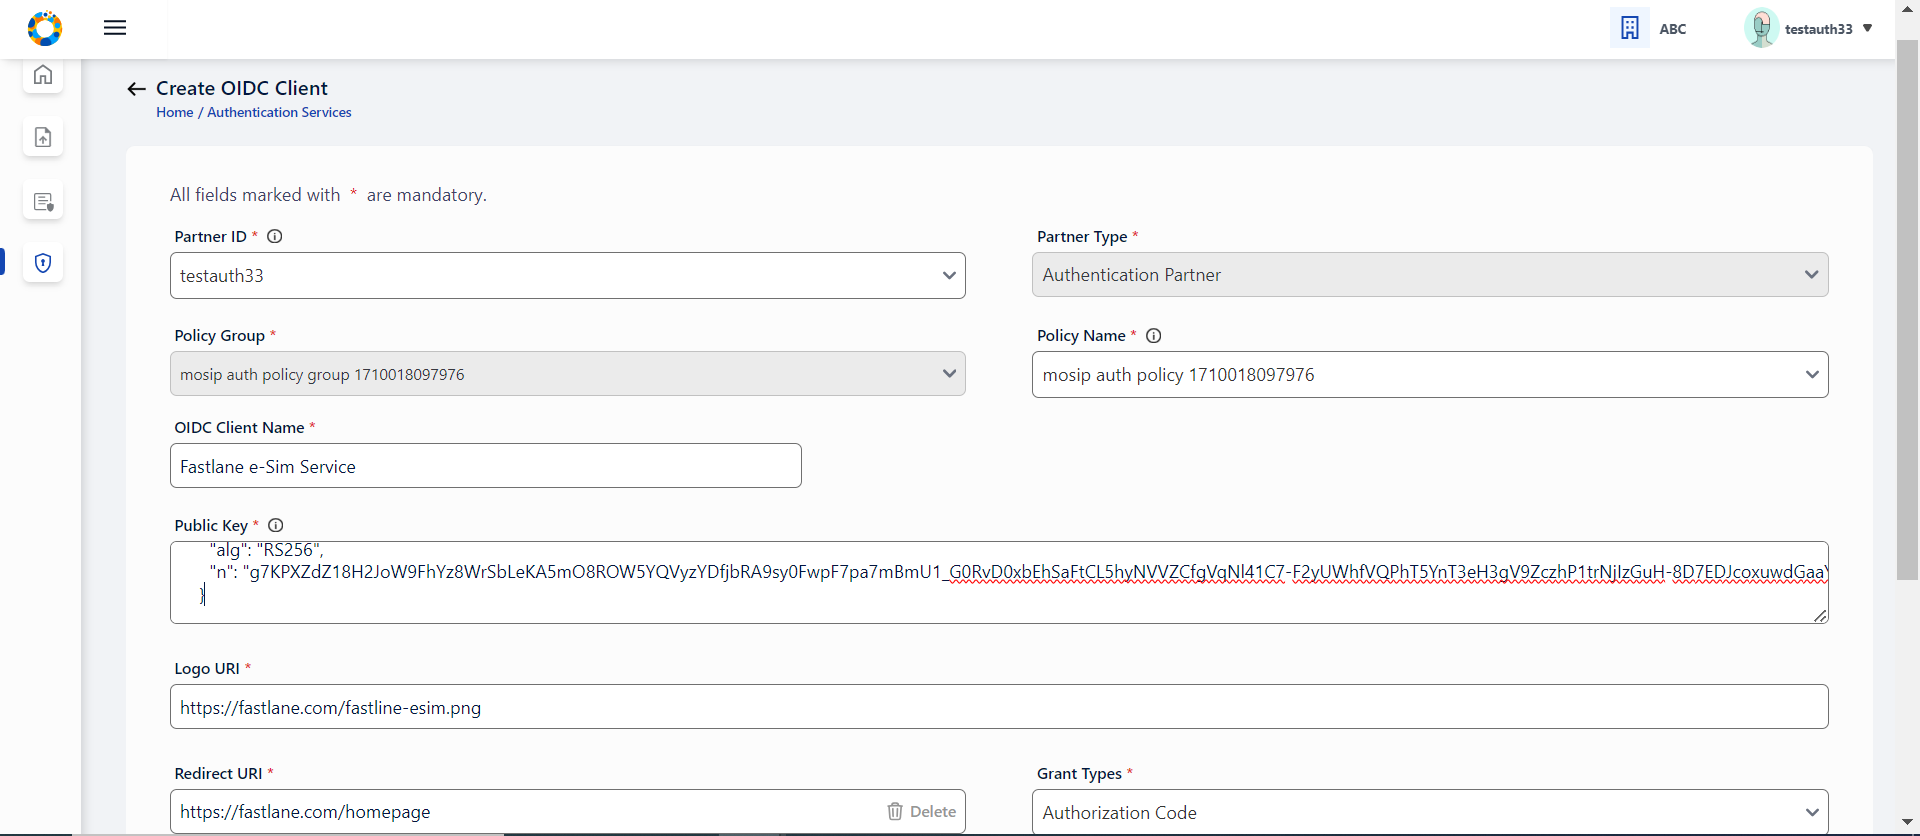 ABC
testauth33
Create OIDC Client
Home / Authentication Services
All fields marked with * are mandatory.
Partner ID *
testauth33
Partner Type *
Authentication Partner
Policy Group *
mosip auth policy group 1710018097976
Policy Name *
mosip auth policy 1710018097976
OIDC Client Name *
Fastlane e-Sim Service
Public Key *
"alg": "RS256",
"n": "g7KPXZdZ18H2JoW9FhYz8WrSbLeKA5mO8ROW5YQVyzYDfjbRA9sy0FwpF7pa7mBmU1_G0RvD0xbEhSaFtCL5hyNVVZCfgVqNl41C7-F2yUWhfVQPhT5YnT3eH3gV9ZczhP1trNjIzGuH-8D7EDJcoxuwdGaa
}
Logo URI *
https://fastlane.com/fastline-esim.png
Redirect URI *
https://fastlane.com/homepage
Delete
Grant Types *
Authorization Code